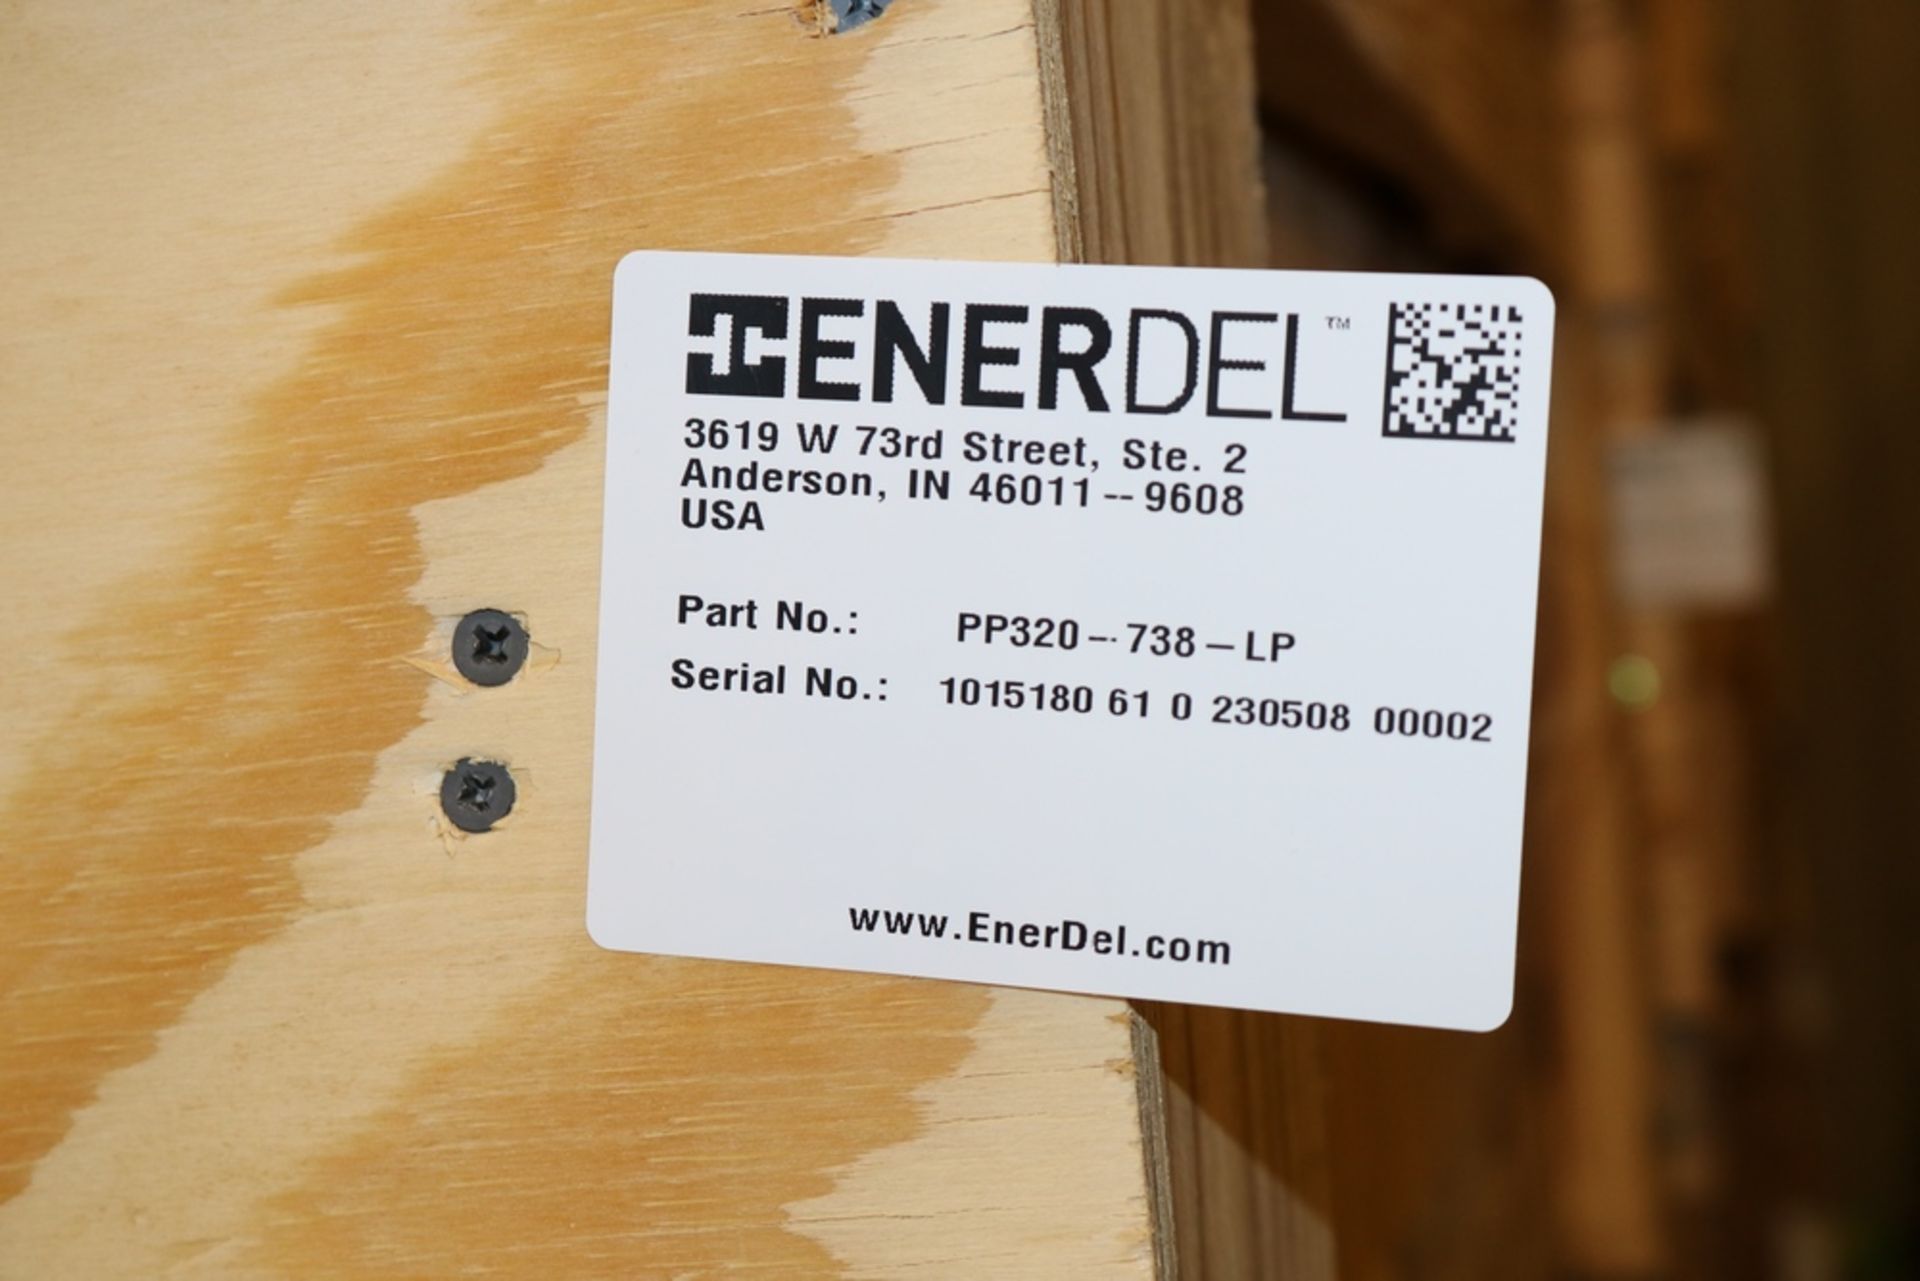 ENERDEL™
3619 W 73rd Street, Ste. 2
Anderson, IN 46011--9608
USA
Part No.: PP320--738-LP
Serial No.: 1015180 61 0 230508 00002
www.EnerDel.com